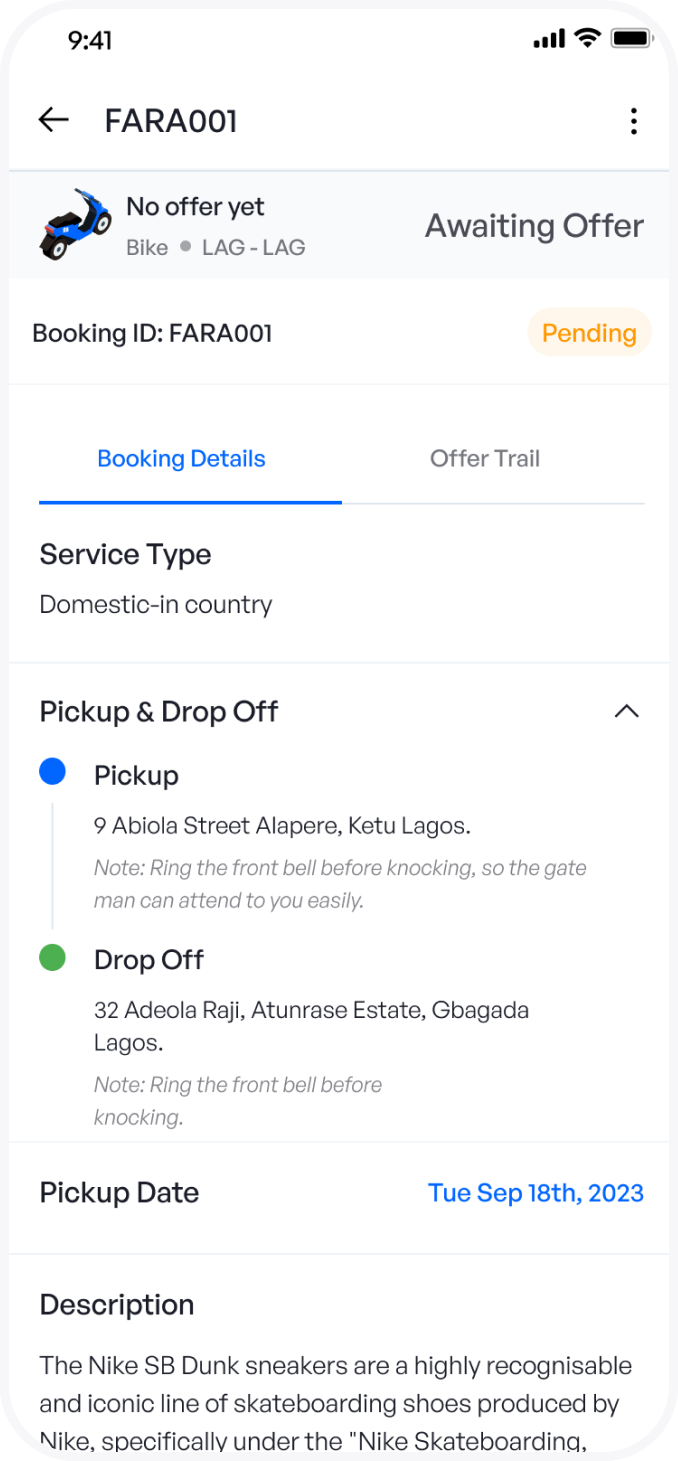 9:41
FARA001
No offer yet
Bike LAG - LAG
Awaiting Offer
Booking ID: FARA001
Pending
Booking Details
Offer Trail
Service Type
Domestic-in country
Pickup & Drop Off
Pickup
9 Abiola Street Alapere, Ketu Lagos.
Note: Ring the front bell before knocking, so the gate
man can attend to you easily.
Drop Off
32 Adeola Raji, Atunrase Estate, Gbagada
Lagos.
Note: Ring the front bell before
knocking.
Pickup Date
Tue Sep 18th, 2023
Description
The Nike SB Dunk sneakers are a highly recognisable
and iconic line of skateboarding shoes produced by
Nike, specifically under the "Nike Skateboarding,